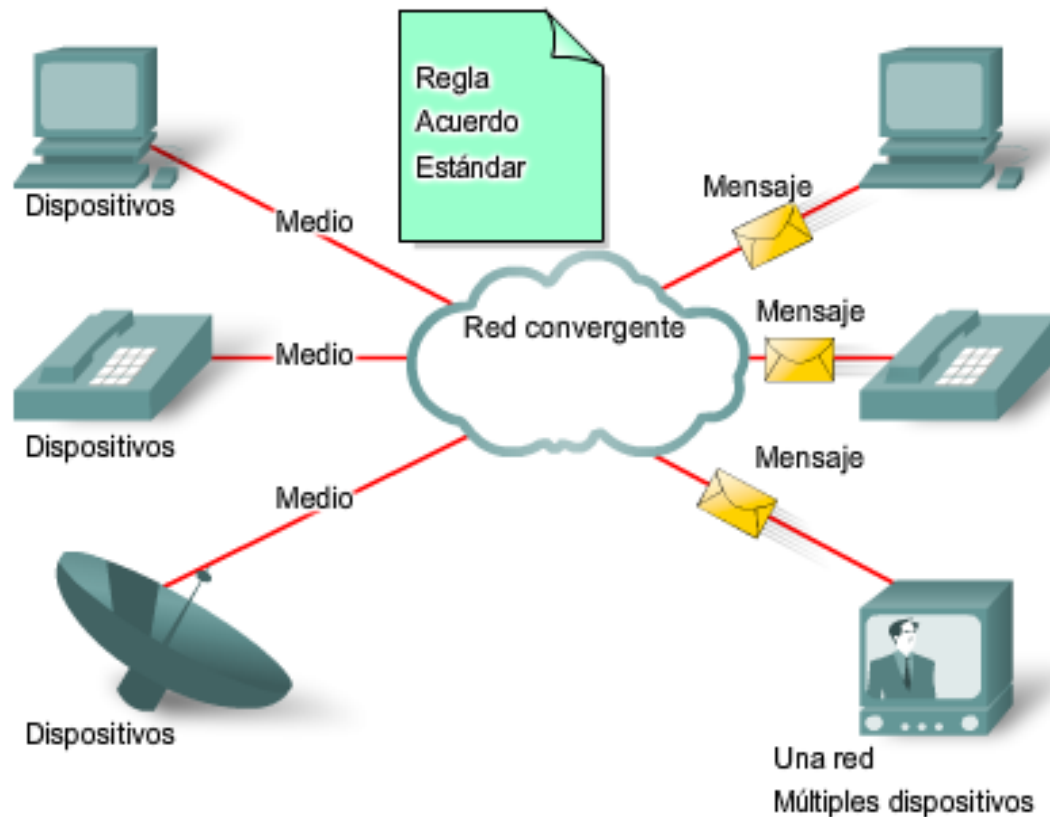 Regla
Acuerdo
Estándar
Mensaje
Dispositivos
Medio
Mensaje
Red convergente
Medio
Dispositivos
Mensaje
Medio
Dispositivos
Una red
Múltiples dispositivos